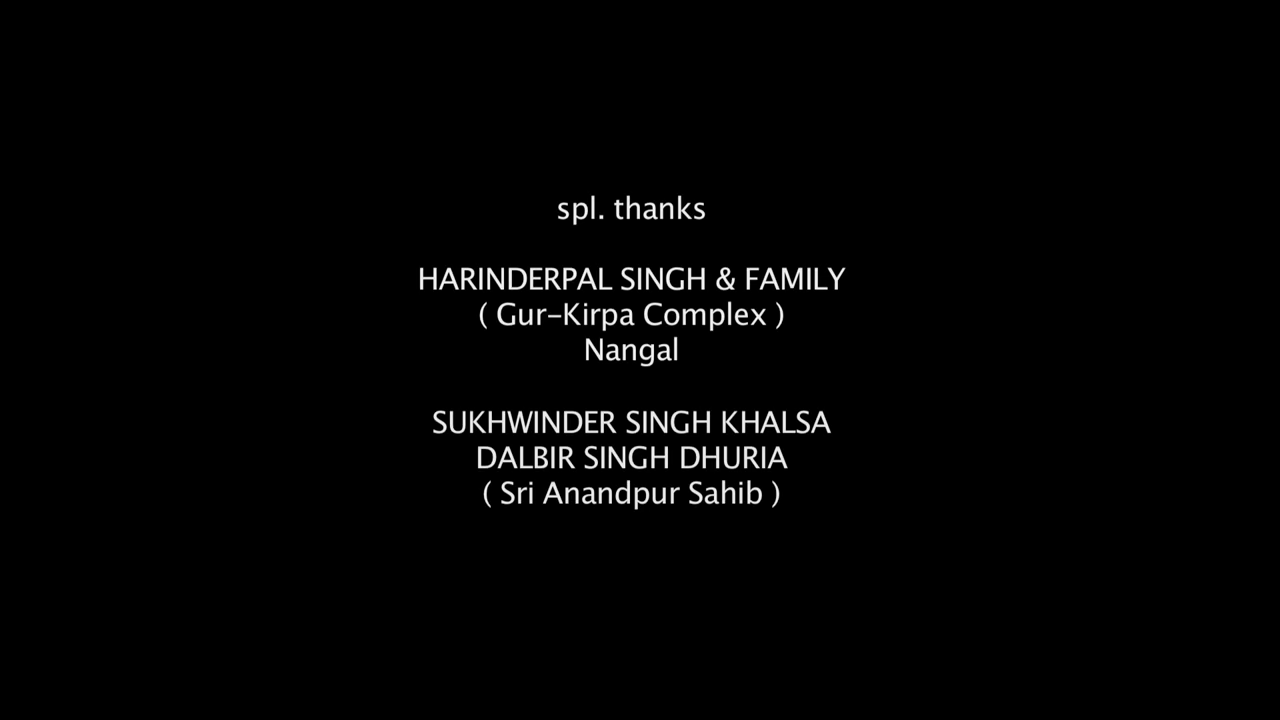 spl. thanks
HARINDERPAL SINGH & FAMILY
( Gur-Kirpa Complex )
Nangal
SUKHWINDER SINGH KHALSA
DALBIR SINGH DHURIA
( Sri Anandpur Sahib )